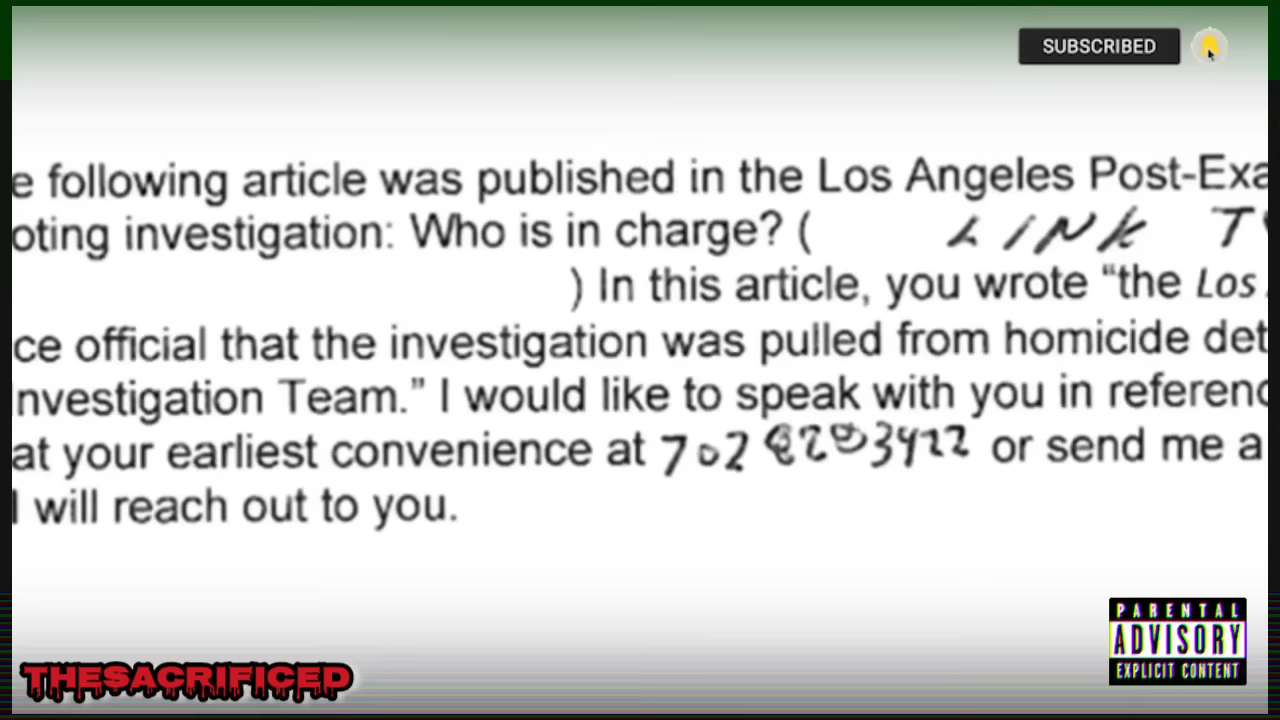 SUBSCRIBED
e following article was published in the Los Angeles Post-Exa
oting investigation: Who is in charge? ( LINK T
) In this article, you wrote “the Los
ce official that the investigation was pulled from homicide det
nvestigation Team.” I would like to speak with you in referenc
at your earliest convenience at 702 8203422 or send me a
I will reach out to you.
PARENTAL
ADVISORY
EXPLICIT CONTENT
THESACRIFICED